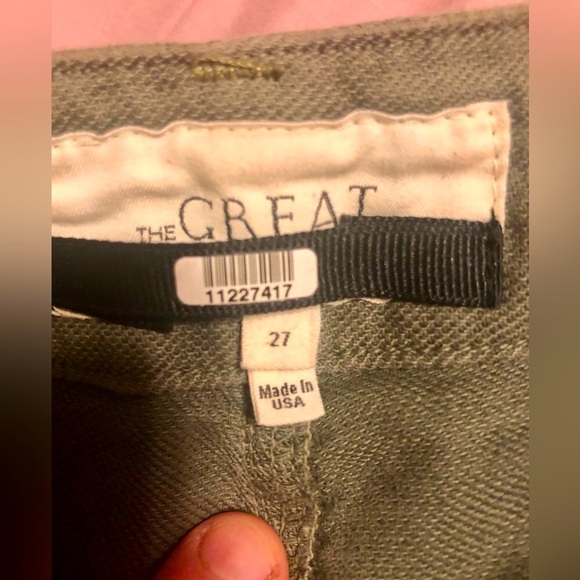 THE GREAT
11227417
27
Made In
USA